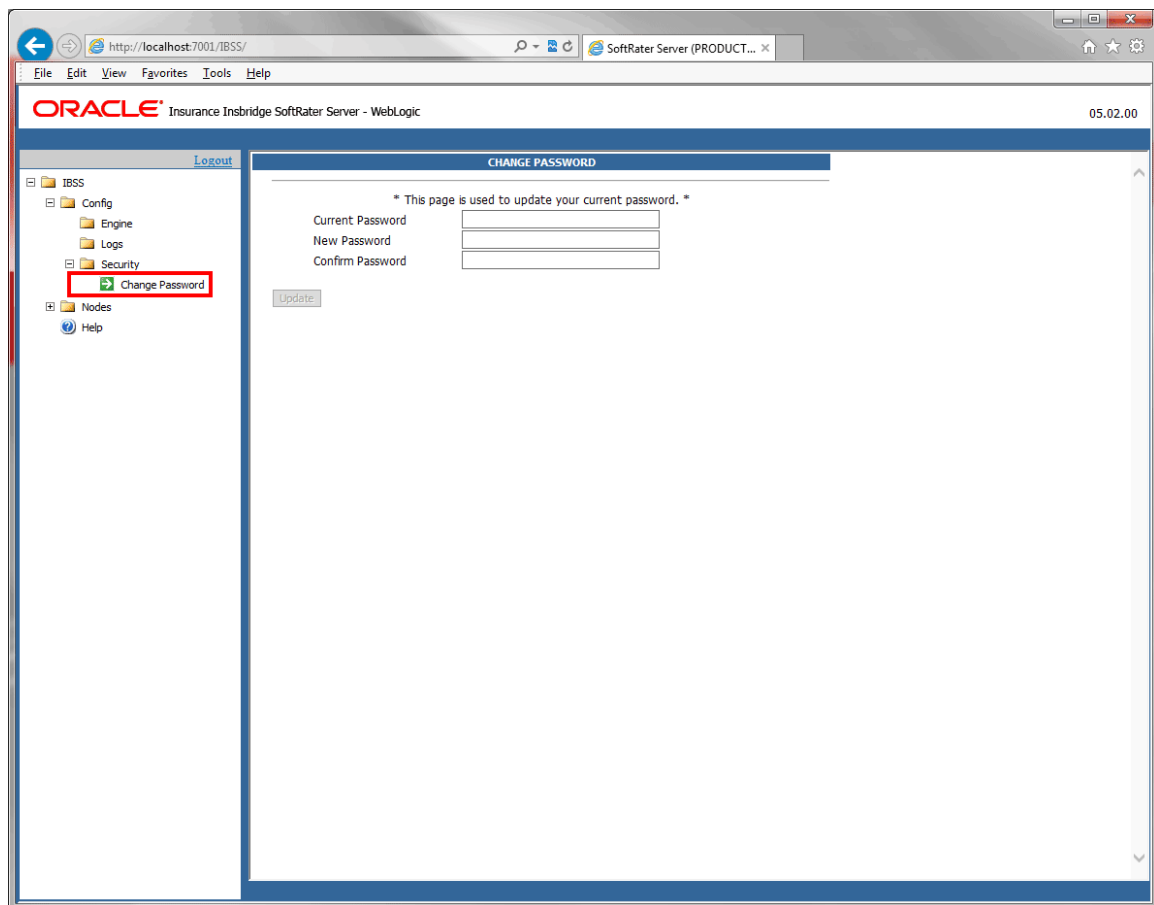 http://localhost:7001/IBSS/
SoftRater Server (PRODUCT...
File Edit View Favorites Tools Help
ORACLE Insurance Insbridge SoftRater Server - WebLogic
05.02.00
Logout
IBSS
Config
Engine
Logs
Security
Change Password
Nodes
Help
CHANGE PASSWORD
* This page is used to update your current password. *
Current Password
New Password
Confirm Password
Update